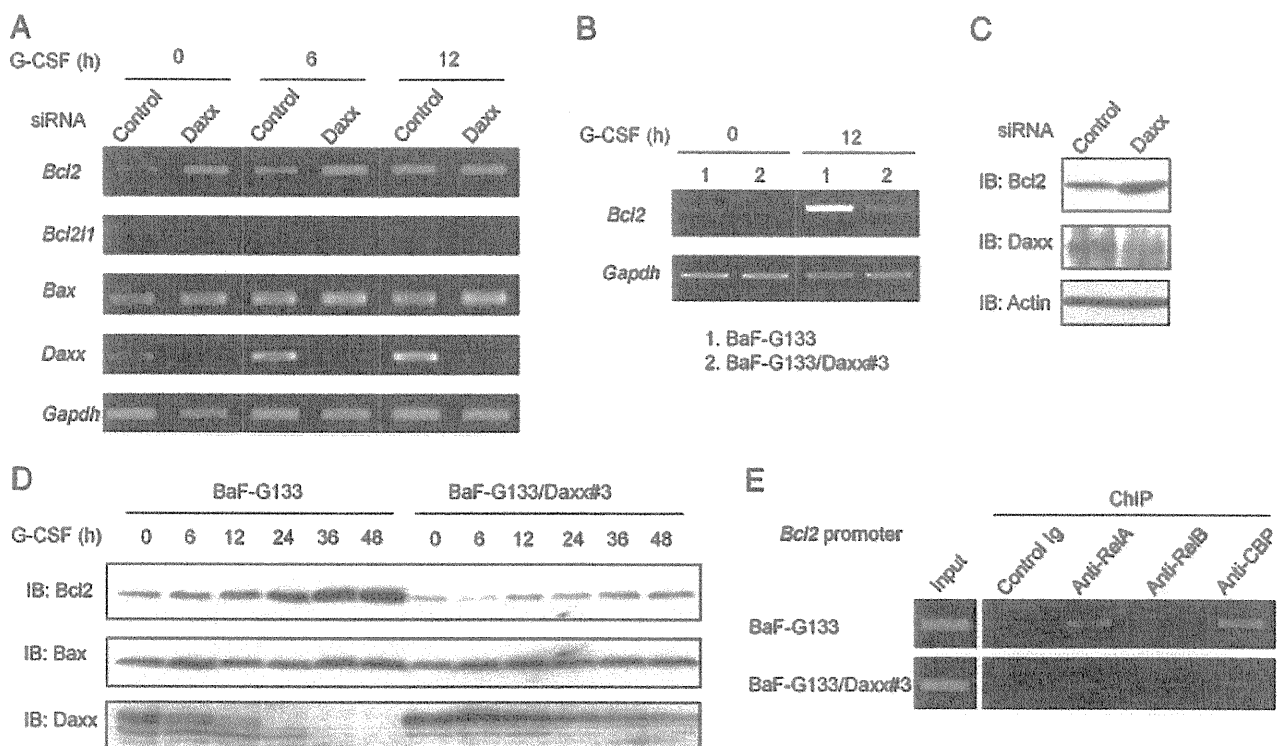 A
G-CSF (h) 0 6 12
siRNA Control Daxx Control Daxx Control Daxx
Bcl2
Bcl2l1
Bax
Daxx
Gapdh
B
G-CSF (h) 0 12
1 2 1 2
Bcl2
Gapdh
1. BaF-G133
2. BaF-G133/Daxx#3
C
siRNA Control Daxx
IB: Bcl2
IB: Daxx
IB: Actin
D
BaF-G133 BaF-G133/Daxx#3
G-CSF (h) 0 6 12 24 36 48 0 6 12 24 36 48
IB: Bcl2
IB: Bax
IB: Daxx
E
ChIP
Bcl2 promoter Input Control Ig Anti-RelA Anti-RelB Anti-CBP
BaF-G133
BaF-G133/Daxx#3